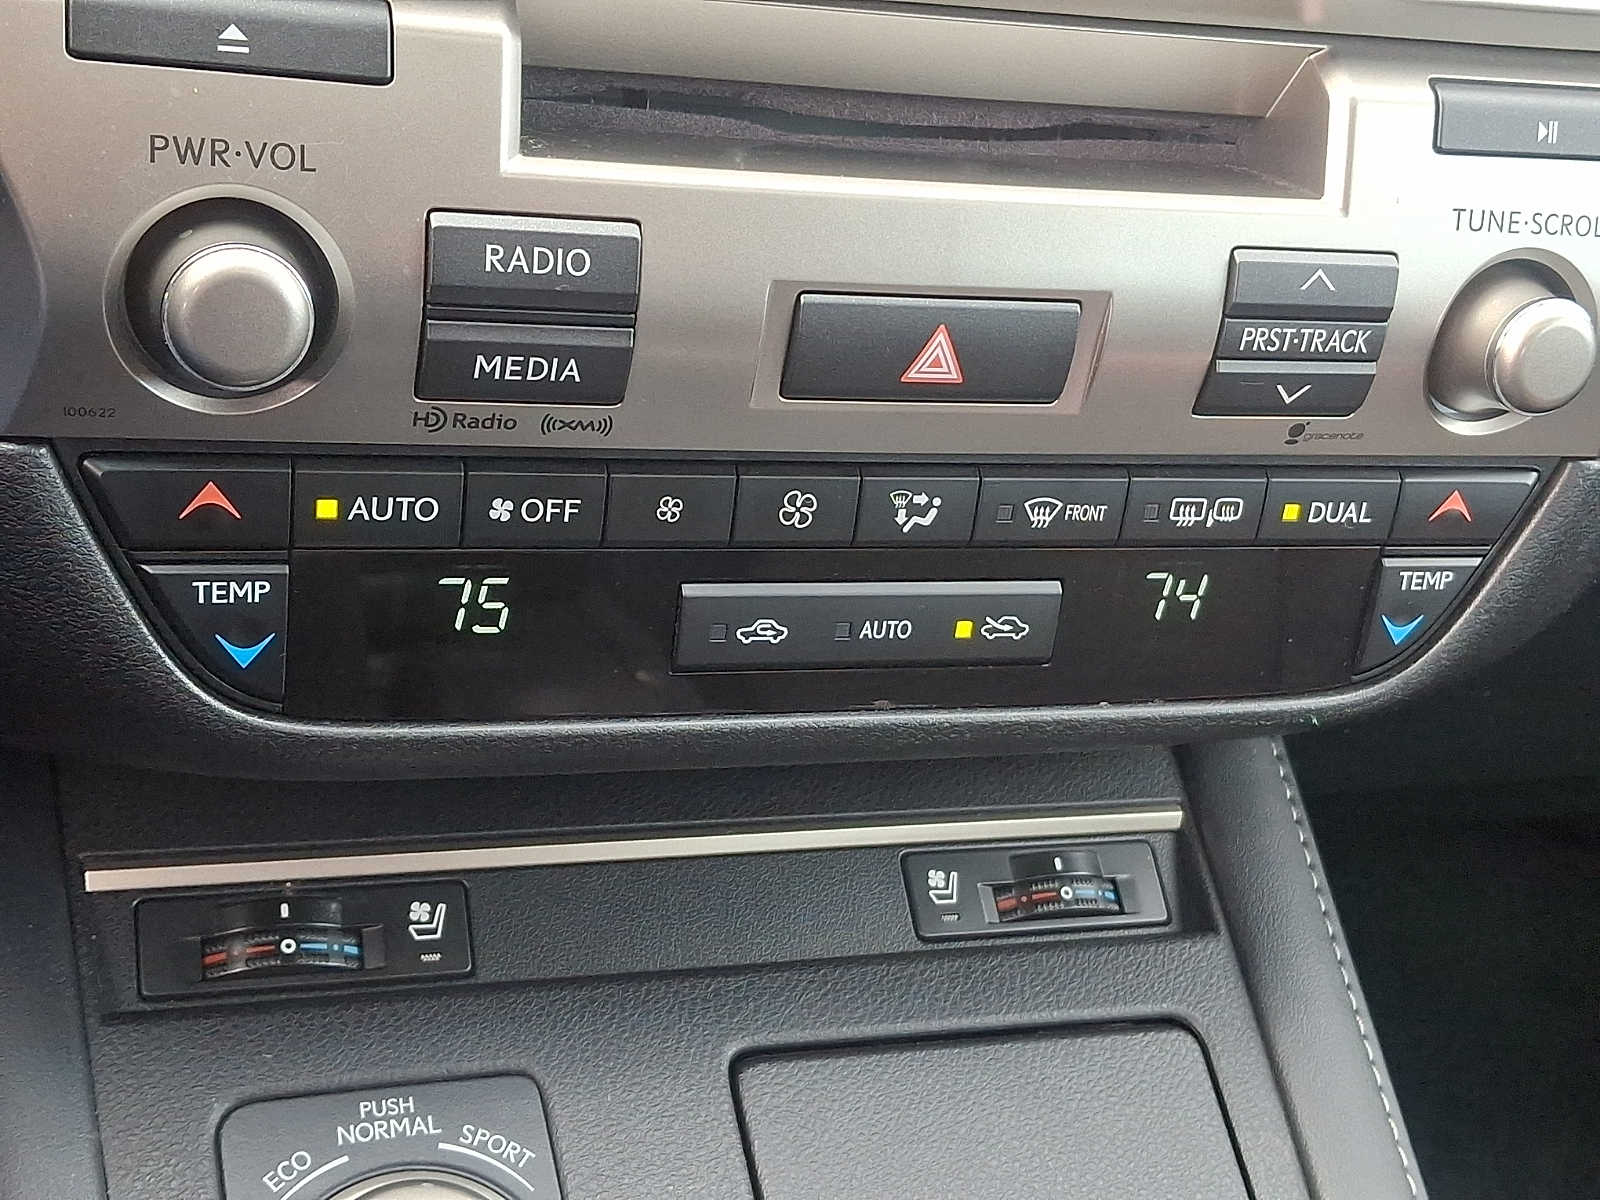 PWR·VOL
TUNE·SCROL
RADIO
MEDIA
PRST·TRACK
100622
HD Radio ((XM))
gracenote
AUTO OFF FRONT DUAL
TEMP 75 AUTO 74 TEMP
PUSH
NORMAL
ECO SPORT